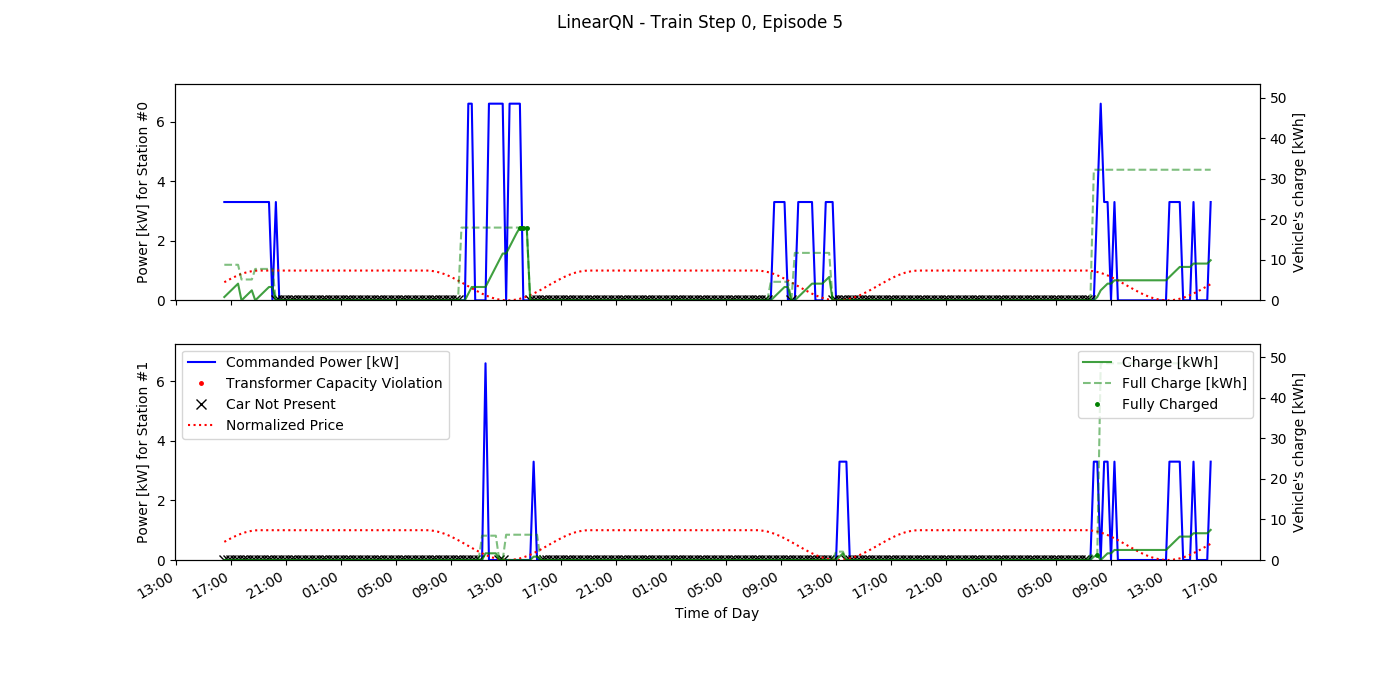 LinearQN - Train Step 0, Episode 5
Power [kW] for Station #0
6
4
2
0
50
40
30
20
10
0
Vehicle's charge [kWh]
Power [kW] for Station #1
6
4
2
0
Commanded Power [kW]
Transformer Capacity Violation
Car Not Present
Normalized Price
Charge [kWh]
Full Charge [kWh]
Fully Charged
50
40
30
20
10
0
Vehicle's charge [kWh]
13:00 17:00 21:00 01:00 05:00 09:00 13:00 17:00 21:00 01:00 05:00 09:00 13:00 17:00 21:00 01:00 05:00 09:00 13:00 17:00
Time of Day